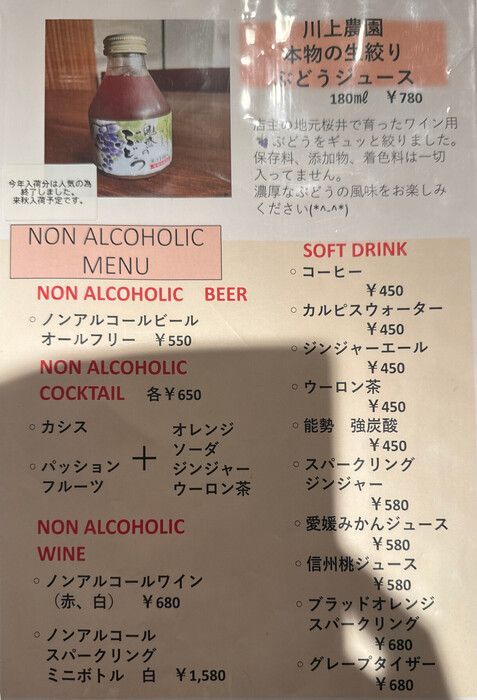 川上農園
本物の生絞り
ぶどうジュース
180㎖ ￥780
店主の地元桜井で育ったワイン用
ぶどうをギュッと絞りました。
保存料、添加物、着色料は一切
入ってません。
濃厚なぶどうの風味をお楽しみ
ください(*^-^*)
今年入荷分は人気の為
終了しました。
来秋入荷予定です。
NON ALCOHOLIC
MENU
NON ALCOHOLIC BEER
○ ノンアルコールビール
オールフリー ￥550
NON ALCOHOLIC
COCKTAIL 各￥650
○ カシス
○ パッション
フルーツ
＋
オレンジ
ソーダ
ジンジャー
ウーロン茶
NON ALCOHOLIC
WINE
○ ノンアルコールワイン
（赤、白） ￥680
○ ノンアルコール
スパークリング
ミニボトル 白 ￥1,580
SOFT DRINK
○ コーヒー
￥450
○ カルピスウォーター
￥450
○ ジンジャーエール
￥450
○ ウーロン茶
￥450
○ 能勢 強炭酸
￥450
○ スパークリング
ジンジャー
￥580
○ 愛媛みかんジュース
￥580
○ 信州桃ジュース
￥580
○ ブラッドオレンジ
スパークリング
￥680
○ グレープタイザー
￥680